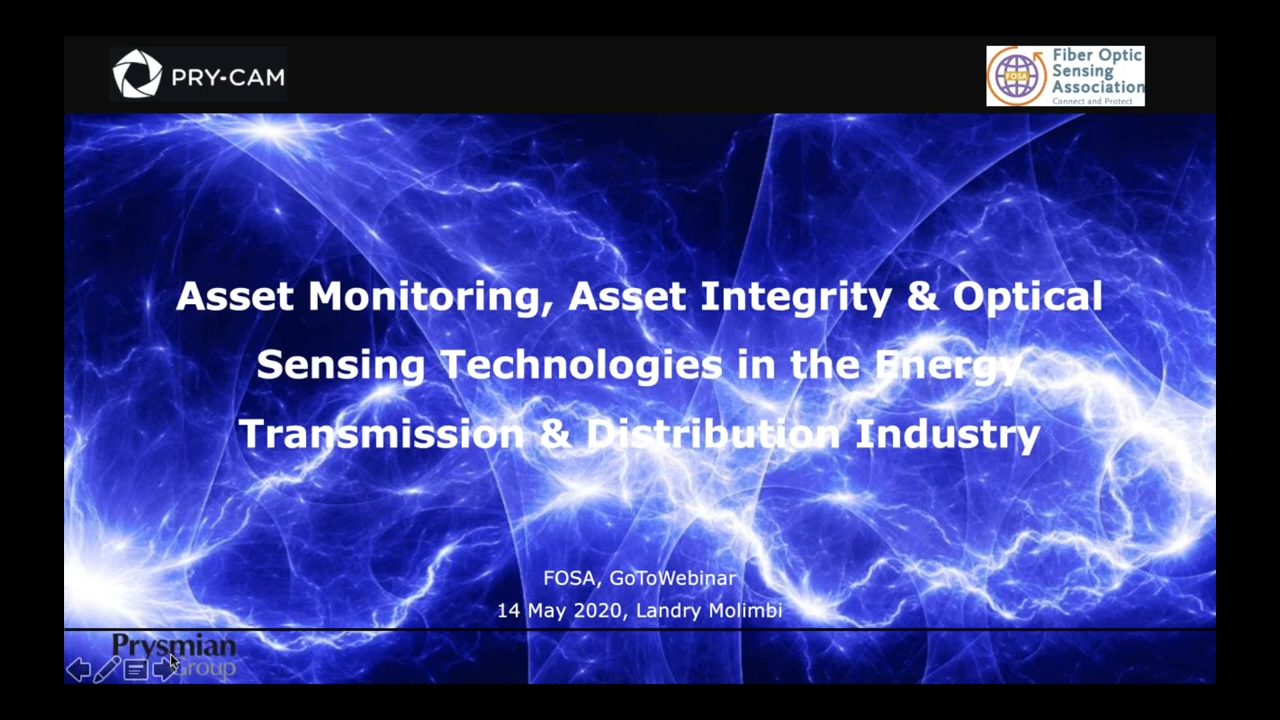 PRY-CAM
Fiber Optic
Sensing
Association
Connect and Protect
FOSA
Asset Monitoring, Asset Integrity & Optical
Sensing Technologies in the Energy
Transmission & Distribution Industry
FOSA, GoToWebinar
14 May 2020, Landry Molimbi
Prysmian
Group